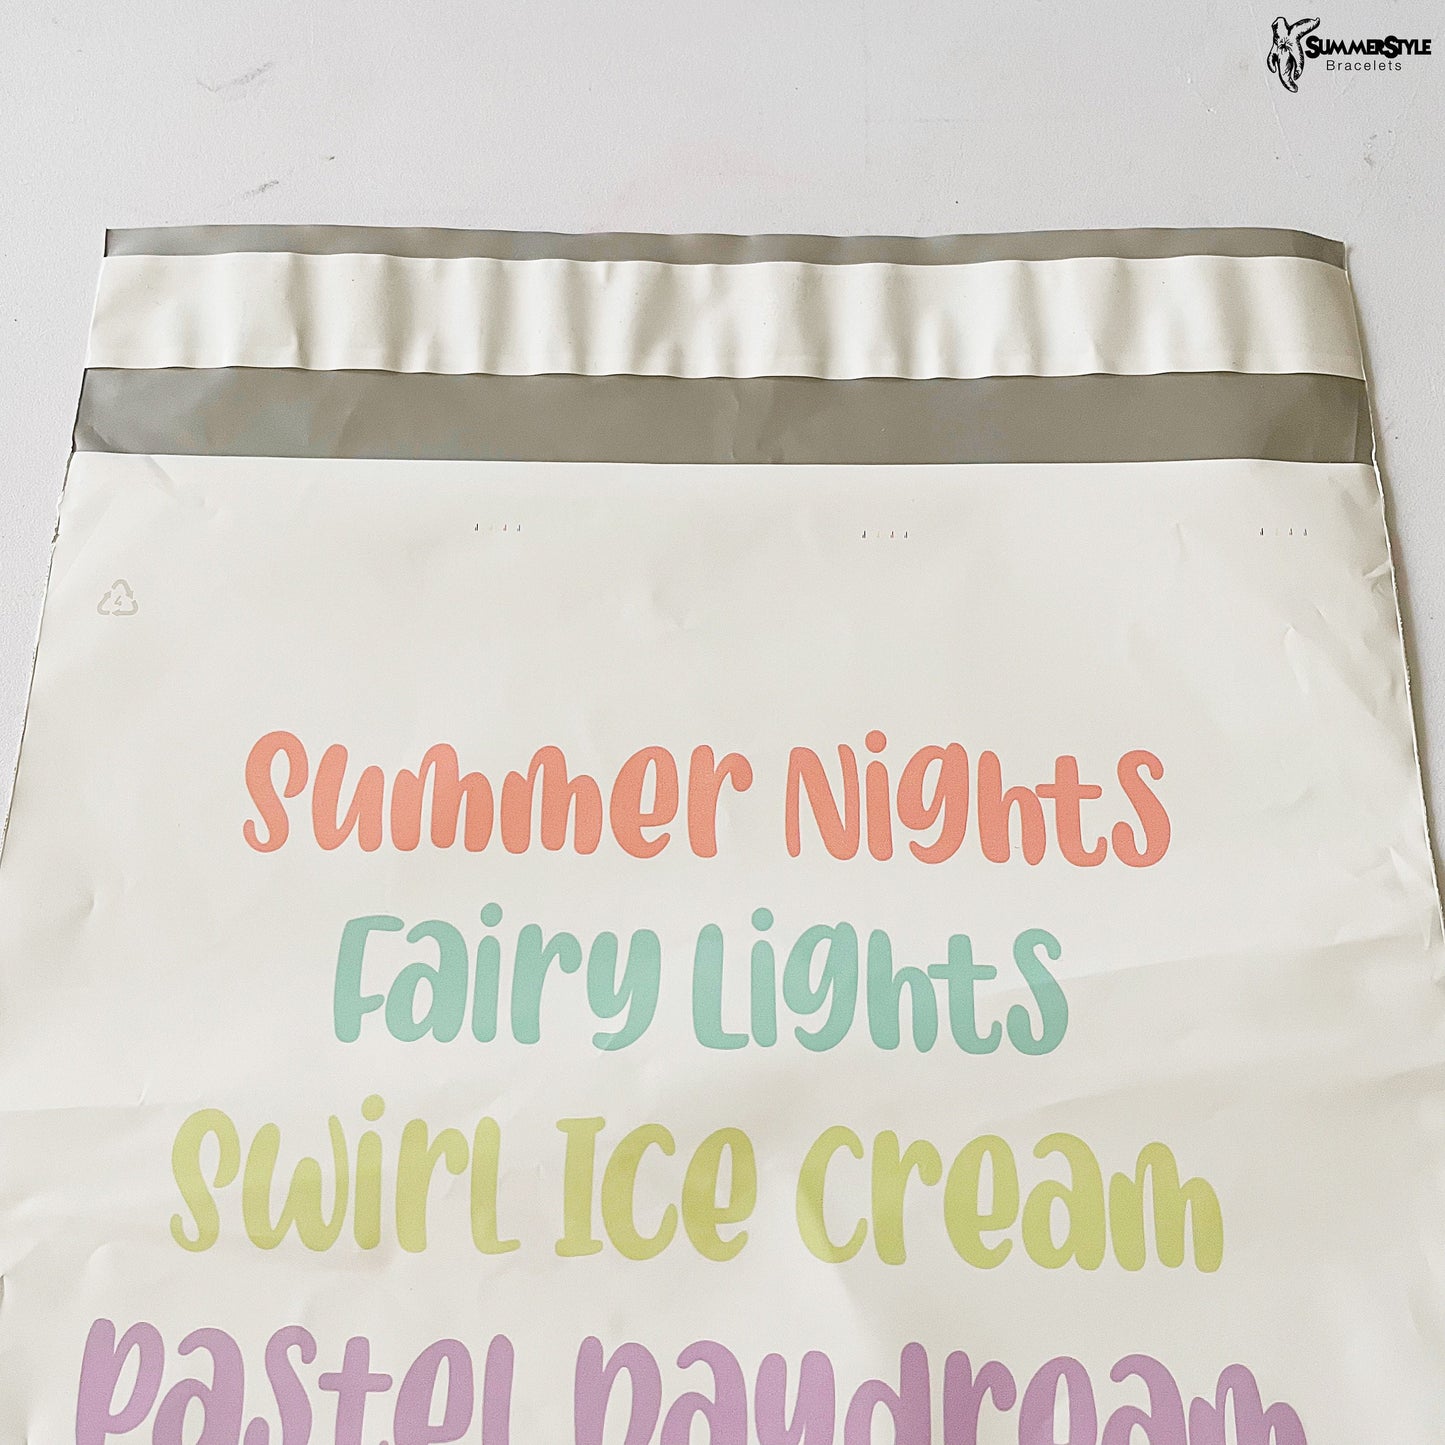 SUMMERSTYLE
Bracelets
4
Summer Nights
Fairy Lights
Swirl Ice Cream
Pastel Daydream